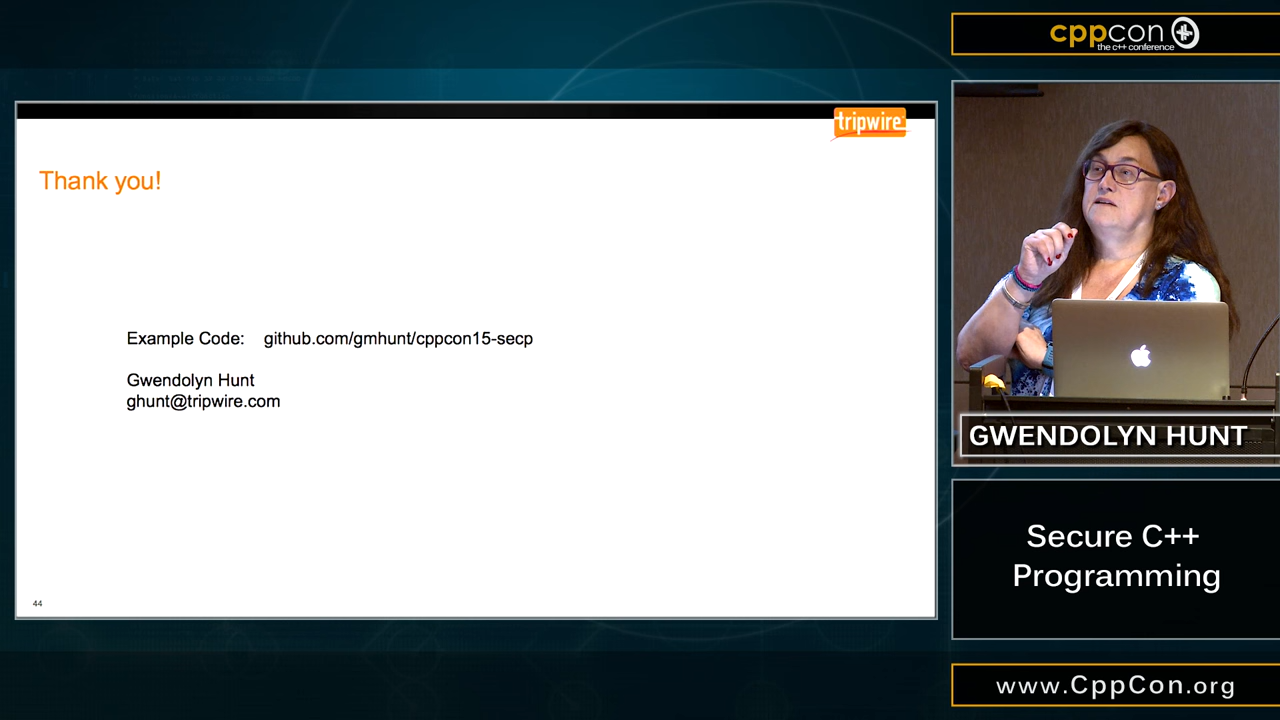 cppcon
the c++ conference
tripwire
Thank you!
Example Code: github.com/gmhunt/cppcon15-secp
Gwendolyn Hunt
ghunt@tripwire.com
44
GWENDOLYN HUNT
Secure C++
Programming
www.CppCon.org